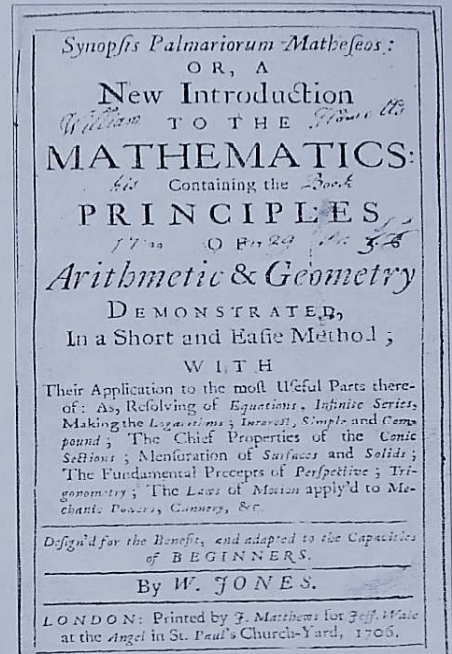 Synopsis Palmariorum Matheſeos:
OR, A
New Introduction
William TO THE
MATHEMATICS:
his Containing the Book
PRINCIPLES
OF 29
Arithmetic & Geometry
DEMONSTRATED,
In a Short and Eaſie Method;
WITH
Their Application to the moſt Uſeful Parts there-
of: As, Reſolving of Equations, Infinite Series,
Making the Logarithms; Intereſt, Simple and Com-
pound; The Chief Properties of the Conic
Sections; Menſuration of Surfaces and Solids;
The Fundamental Precepts of Perſpective; Tri-
gonometry; The Laws of Motion apply'd to Me-
chanic Powers, Gunnery, &c.
Deſign'd for the Benefit, and adapted to the Capacities
of BEGINNERS.
By W. JONES.
LONDON: Printed by J. Matthews for Jeff. Wale
at the Angel in St. Paul's Church-Yard, 1706.